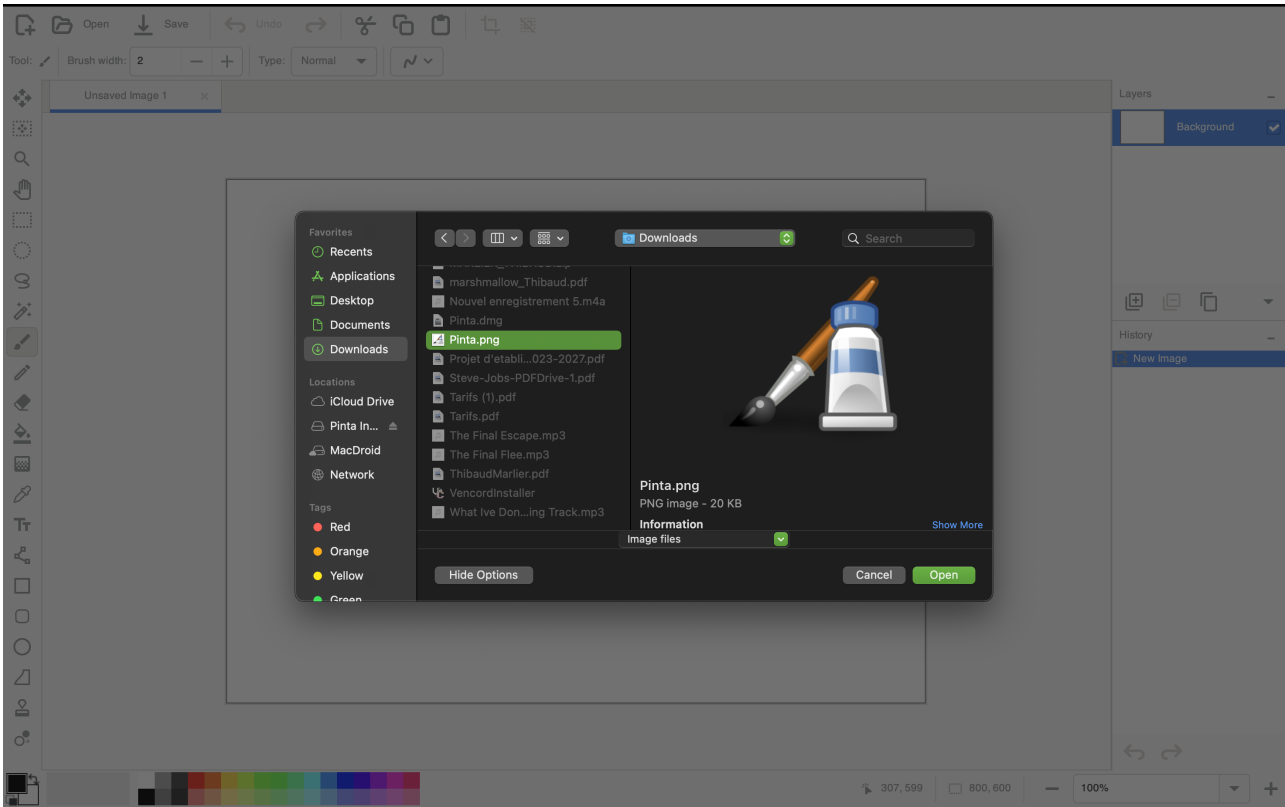 Open Save Undo
Tool: Brush width: 2 Type: Normal
Unsaved Image 1
Layers
Background
History
New Image
Favorites
Recents
Applications
Desktop
Documents
Downloads
Locations
iCloud Drive
Pinta In...
MacDroid
Network
Tags
Red
Orange
Yellow
Green
Downloads
Search
marshmallow_Thibaud.pdf
Nouvel enregistrement 5.m4a
Pinta.dmg
Pinta.png
Projet d'etabli...023-2027.pdf
Steve-Jobs-PDFDrive-1.pdf
Tarifs (1).pdf
Tarifs.pdf
The Final Escape.mp3
The Final Flee.mp3
ThibaudMarlier.pdf
VencordInstaller
What Ive Don...ing Track.mp3
Pinta.png
PNG image - 20 KB
Information Show More
Image files
Hide Options Cancel Open
307, 599 800, 600 100%